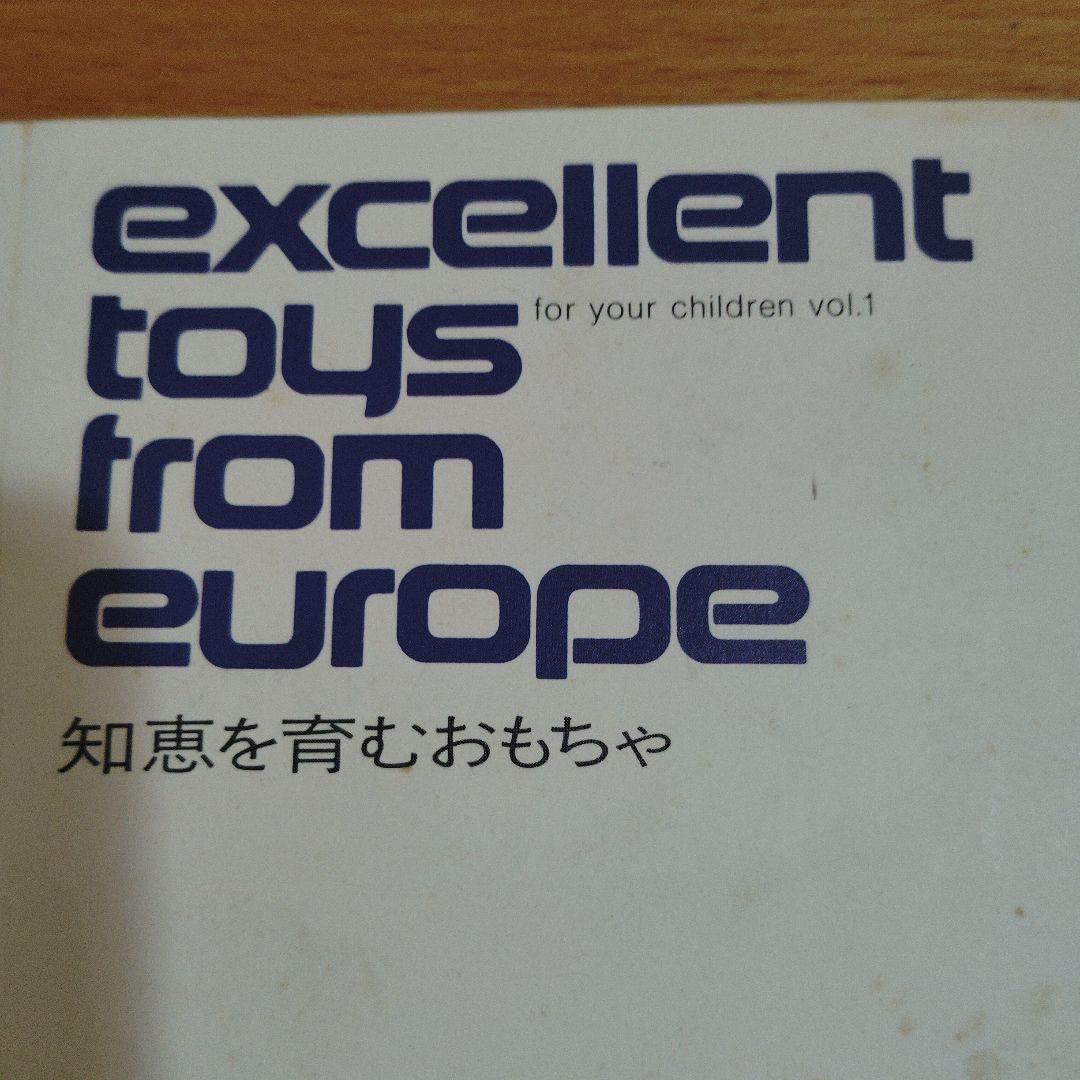 excellent
toys for your children vol.1
from
europe
知恵を育むおもちゃ